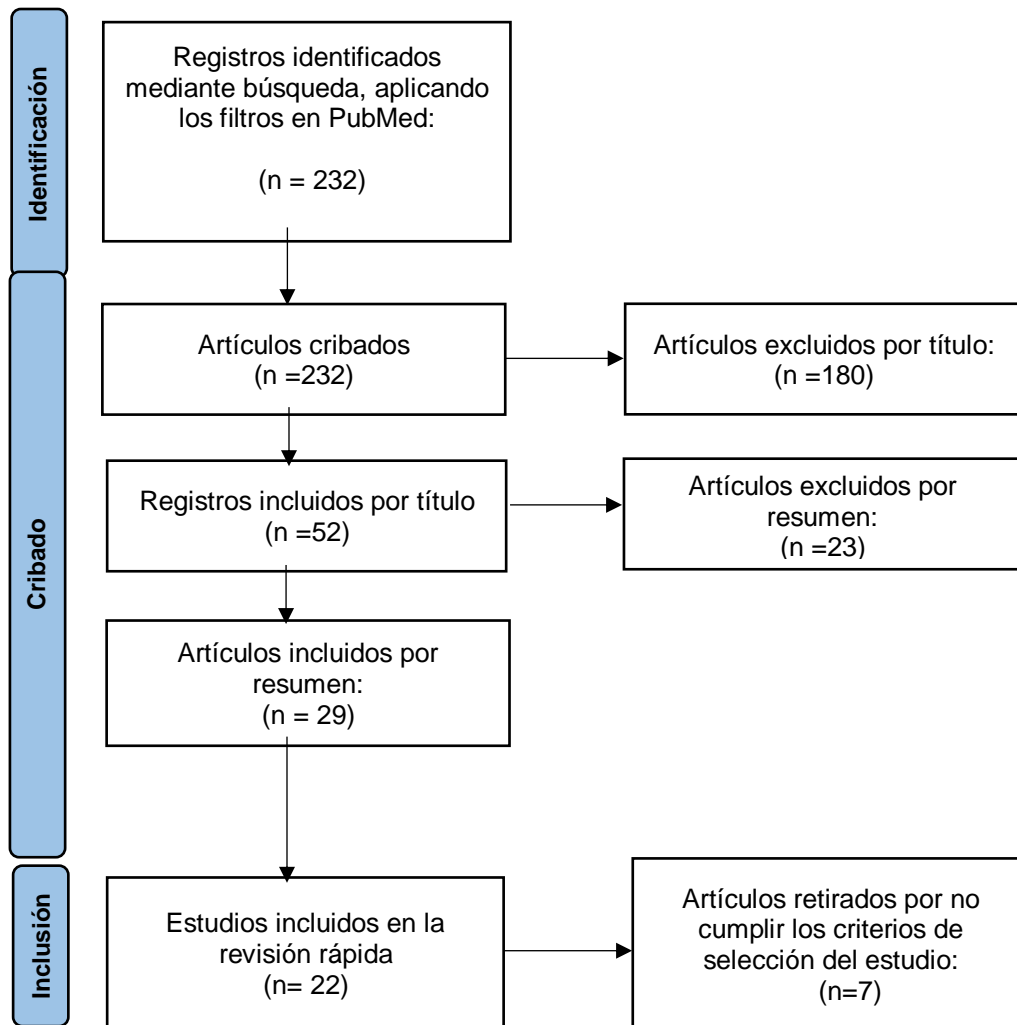 Identificación
Registros identificados
mediante búsqueda, aplicando
los filtros en PubMed:
(n = 232)
Cribado
Artículos cribados
(n =232)
Artículos excluidos por título:
(n =180)
Registros incluidos por título
(n =52)
Artículos excluidos por
resumen:
(n =23)
Artículos incluidos por
resumen:
(n = 29)
Inclusión
Estudios incluidos en la
revisión rápida
(n= 22)
Artículos retirados por no
cumplir los criterios de
selección del estudio:
(n=7)